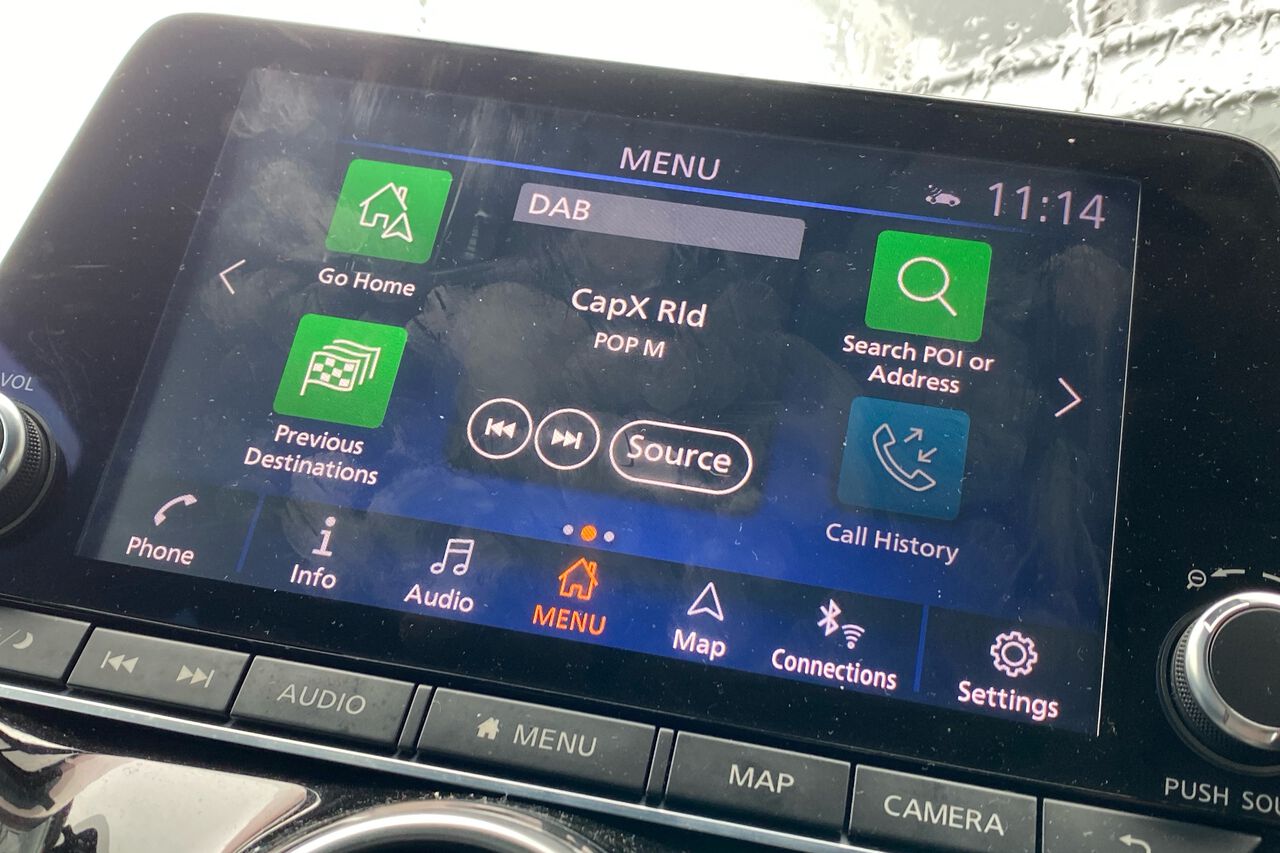 MENU
11:14
DAB
Go Home
CapX Rld
POP M
Search POI or
Address
Previous
Destinations
Source
Call History
Phone
Info
Audio
MENU
Map
Connections
Settings
VOL
AUDIO
MENU
MAP
CAMERA
PUSH